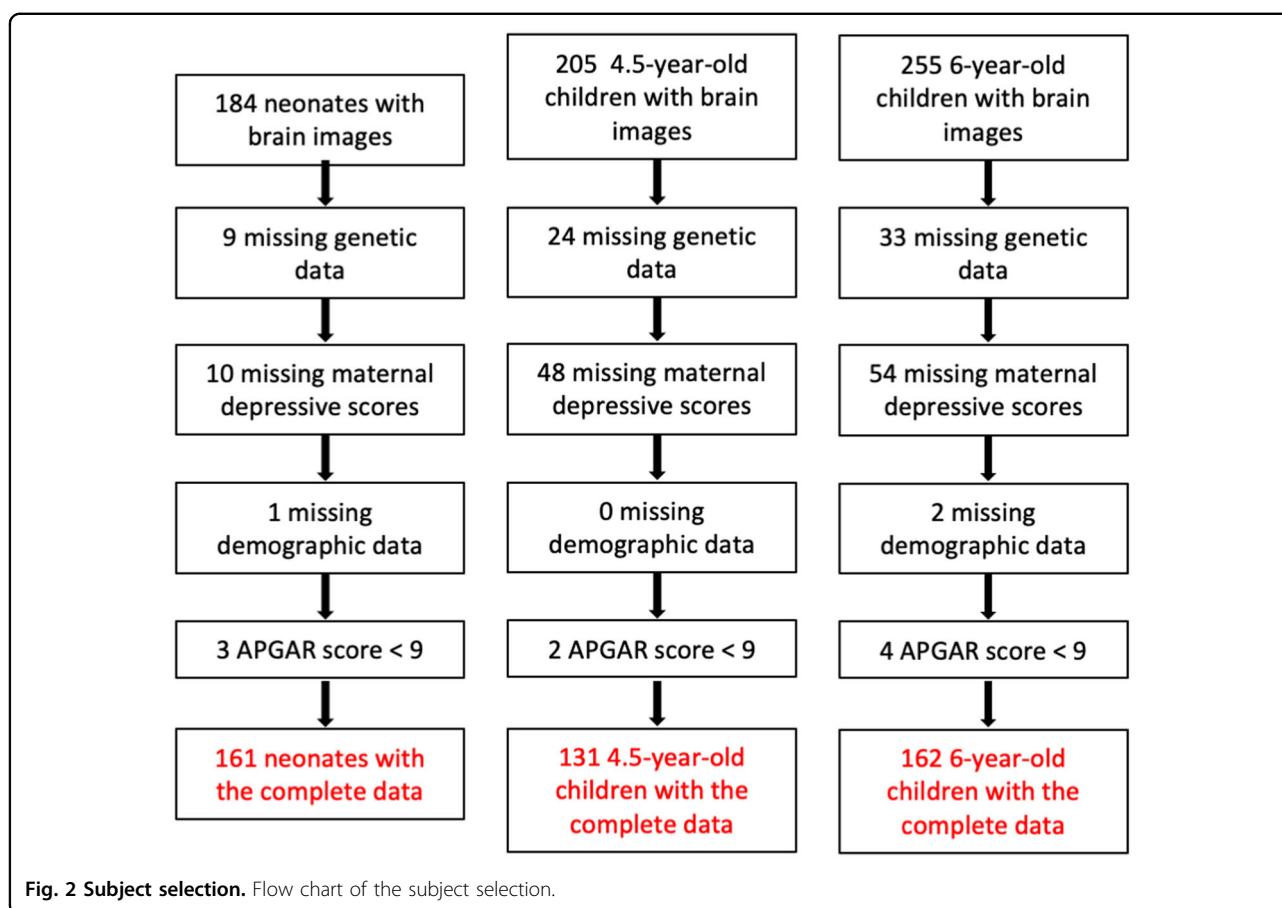 184 neonates with
brain images
9 missing genetic
data
10 missing maternal
depressive scores
1 missing
demographic data
3 APGAR score < 9
161 neonates with
the complete data
205 4.5-year-old
children with brain
images
24 missing genetic
data
48 missing maternal
depressive scores
0 missing
demographic data
2 APGAR score < 9
131 4.5-year-old
children with the
complete data
255 6-year-old
children with brain
images
33 missing genetic
data
54 missing maternal
depressive scores
2 missing
demographic data
4 APGAR score < 9
162 6-year-old
children with the
complete data
Fig. 2 Subject selection. Flow chart of the subject selection.